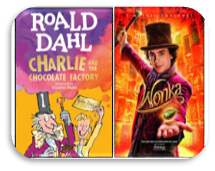 ROALD
DAHL
CHARLIE
AND THE
CHOCOLATE FACTORY
Wonka